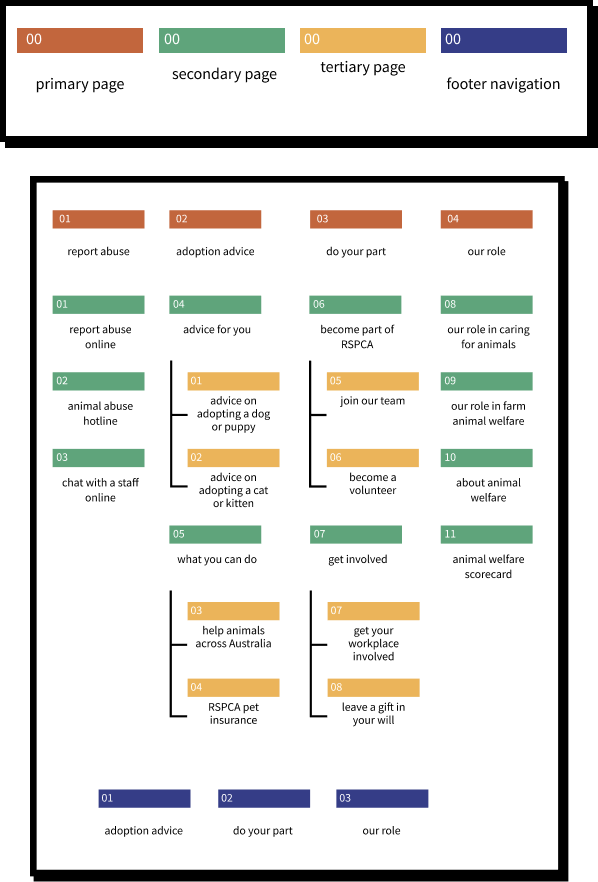 00 00 00 00
primary page secondary page tertiary page footer navigation
01 02 03 04
report abuse adoption advice do your part our role
01 04 06 08
report abuse advice for you become part of our role in caring
online RSPCA for animals
02 01 05 09
animal abuse advice on join our team our role in farm
hotline adopting a dog animal welfare
or puppy
03 02 06 10
chat with a staff advice on become a about animal
online adopting a cat volunteer welfare
or kitten
05 07 11
what you can do get involved animal welfare
scorecard
03 07
help animals get your
across Australia workplace
involved
04 08
RSPCA pet leave a gift in
insurance your will
01 02 03
adoption advice do your part our role